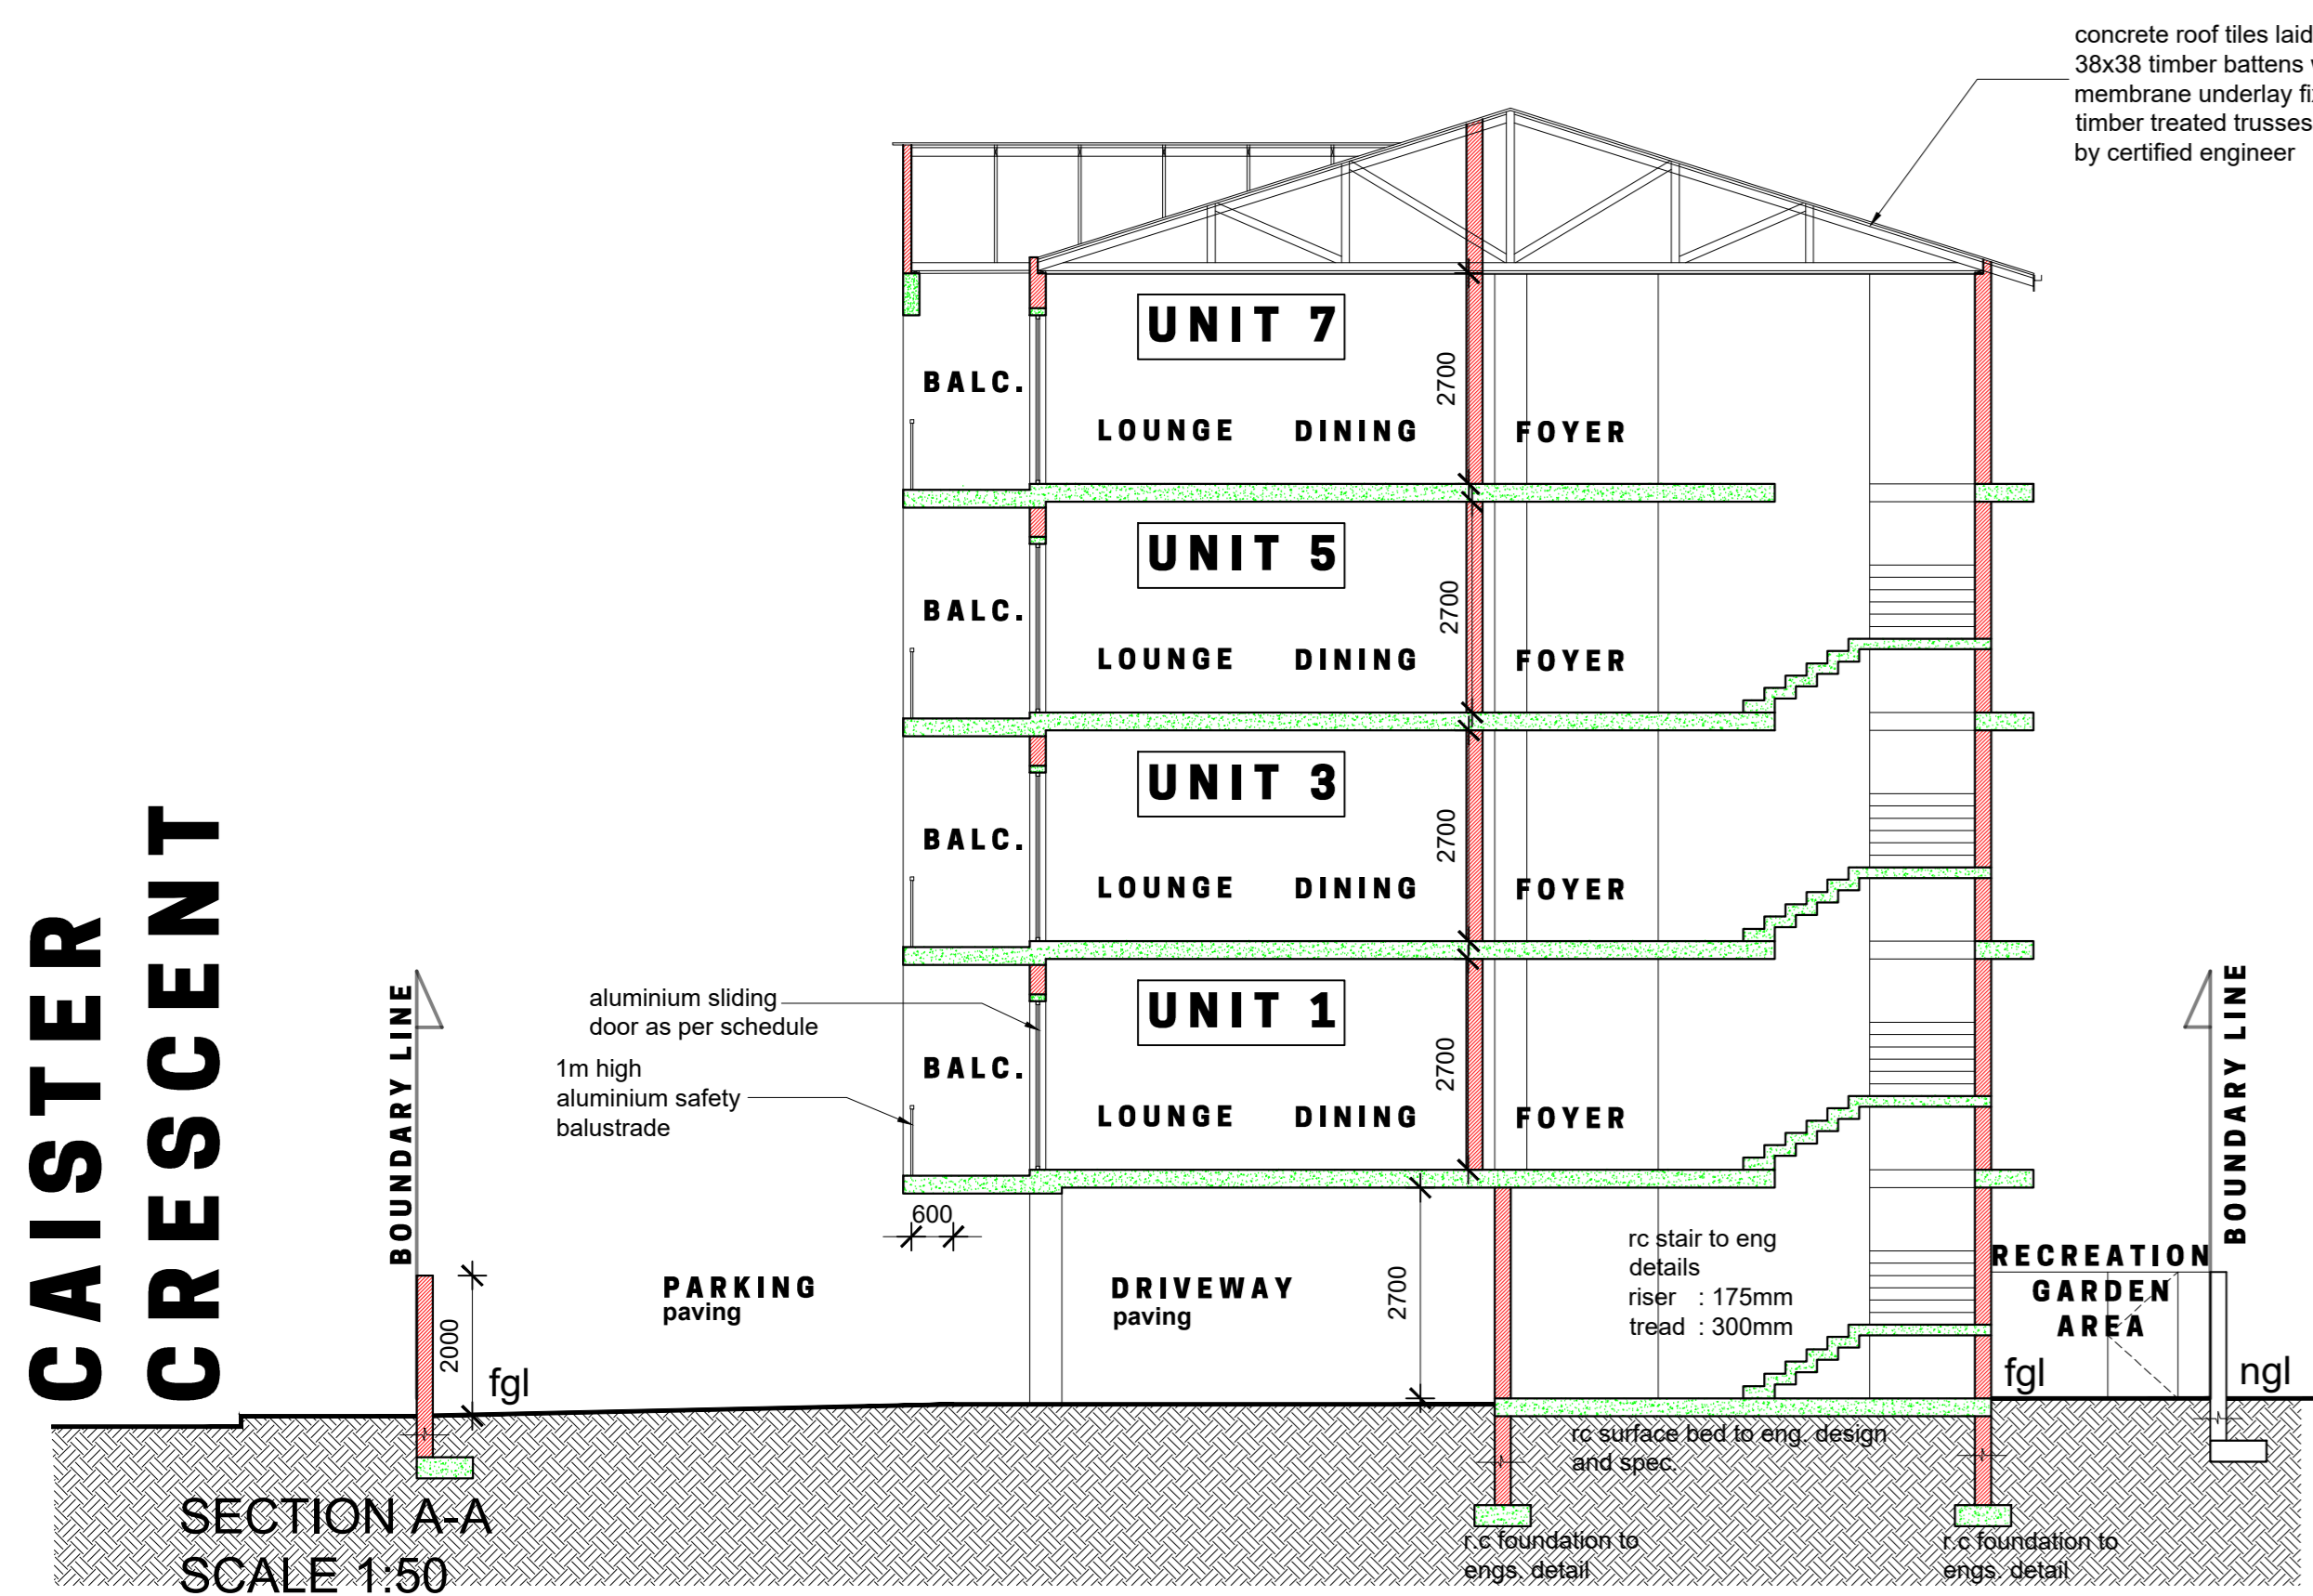 concrete roof tiles laid
38x38 timber battens
membrane underlay
timber treated trusses
by certified engineer
UNIT 7
BALC.
2700
LOUNGE DINING FOYER
UNIT 5
BALC.
2700
LOUNGE DINING FOYER
UNIT 3
BALC.
2700
LOUNGE DINING FOYER
CAISTER
CRESCENT
BOUNDARY LINE
aluminium sliding
door as per schedule
1m high
aluminium safety
balustrade
UNIT 1
BALC.
2700
LOUNGE DINING FOYER
BOUNDARY LINE
600
PARKING
paving
DRIVEWAY
paving
2700
rc stair to eng
details
riser : 175mm
tread : 300mm
RECREATION
GARDEN
AREA
2000
fgl
fgl
ngl
rc surface bed to eng. design
and spec.
r.c foundation to
engs. detail
r.c foundation to
engs. detail
SECTION A-A
SCALE 1:50